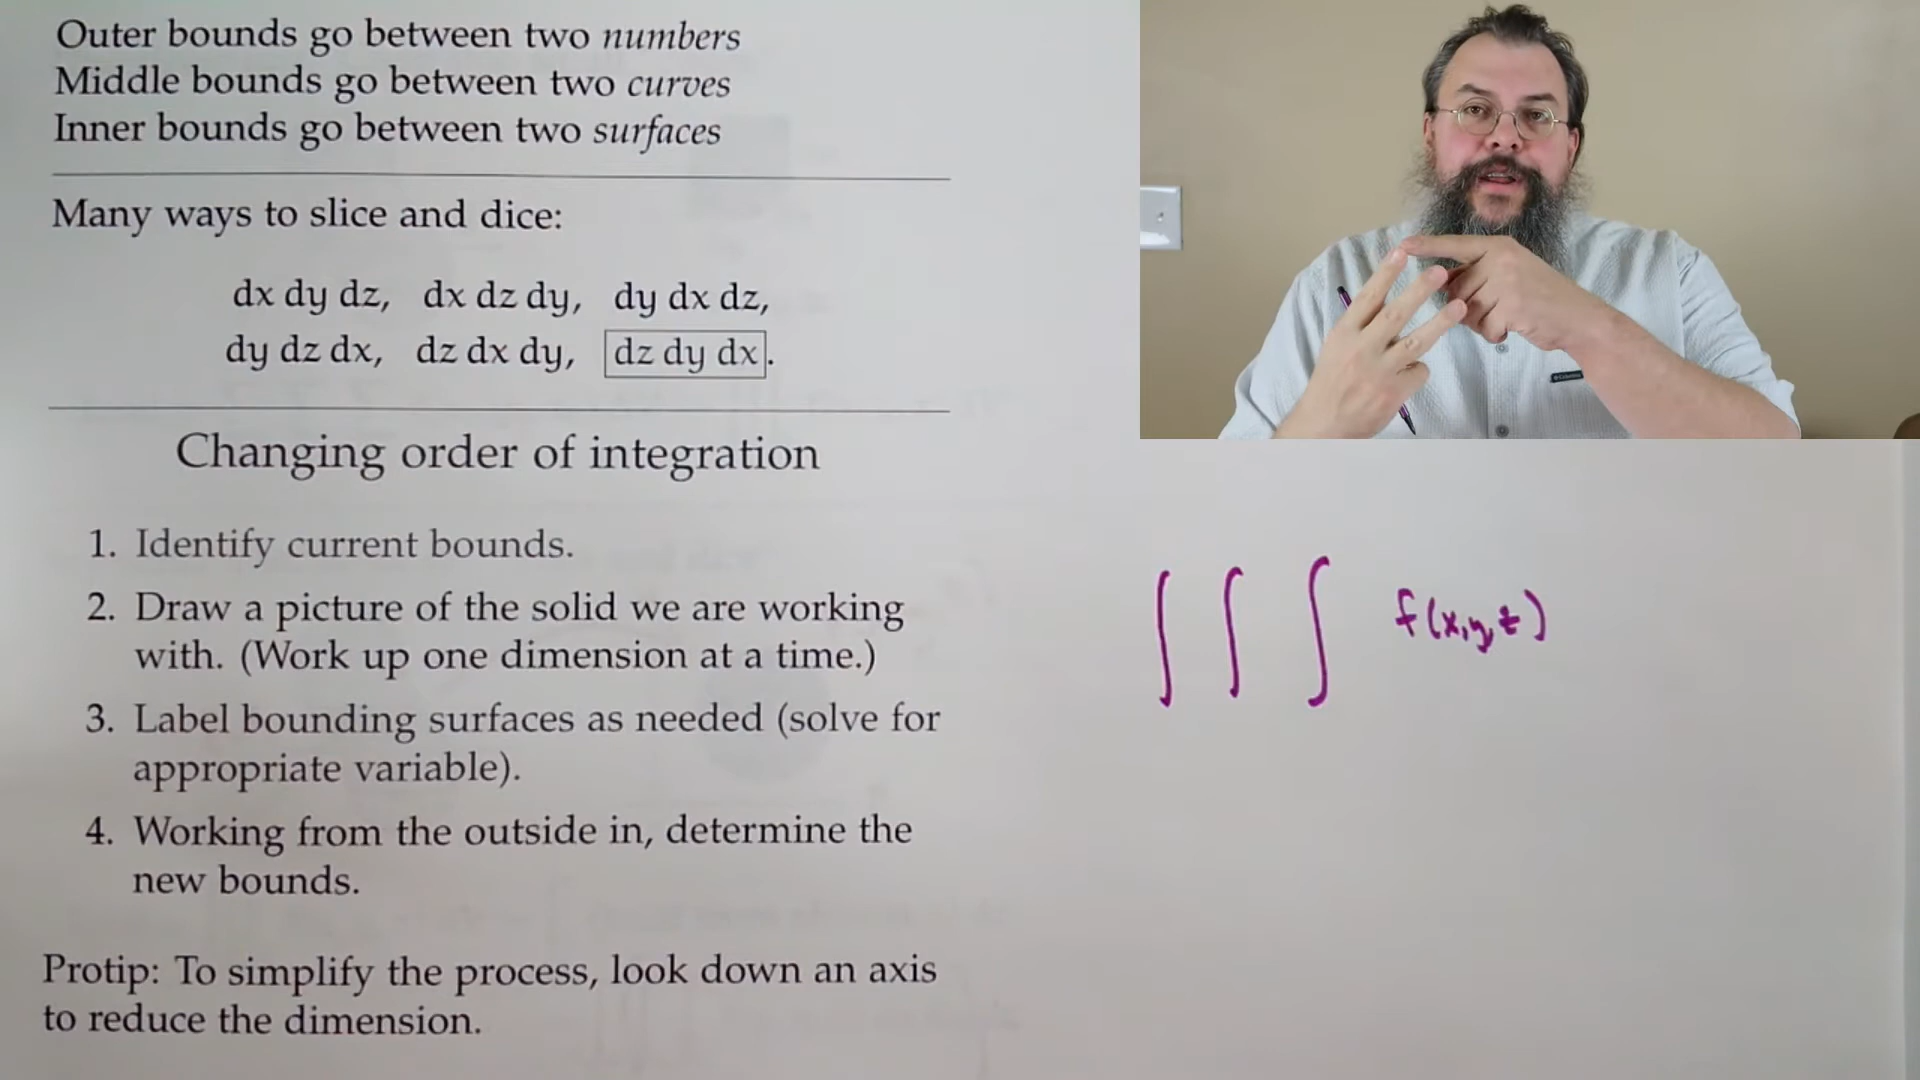 Outer bounds go between two numbers
Middle bounds go between two curves
Inner bounds go between two surfaces
Many ways to slice and dice:
dx dy dz, dx dz dy, dy dx dz,
dy dz dx, dz dx dy, dz dy dx.
Changing order of integration
1. Identify current bounds.
2. Draw a picture of the solid we are working
with. (Work up one dimension at a time.)
3. Label bounding surfaces as needed (solve for
appropriate variable).
4. Working from the outside in, determine the
new bounds.
Protip: To simplify the process, look down an axis
to reduce the dimension.
∫ ∫ ∫ f(x,y,z)